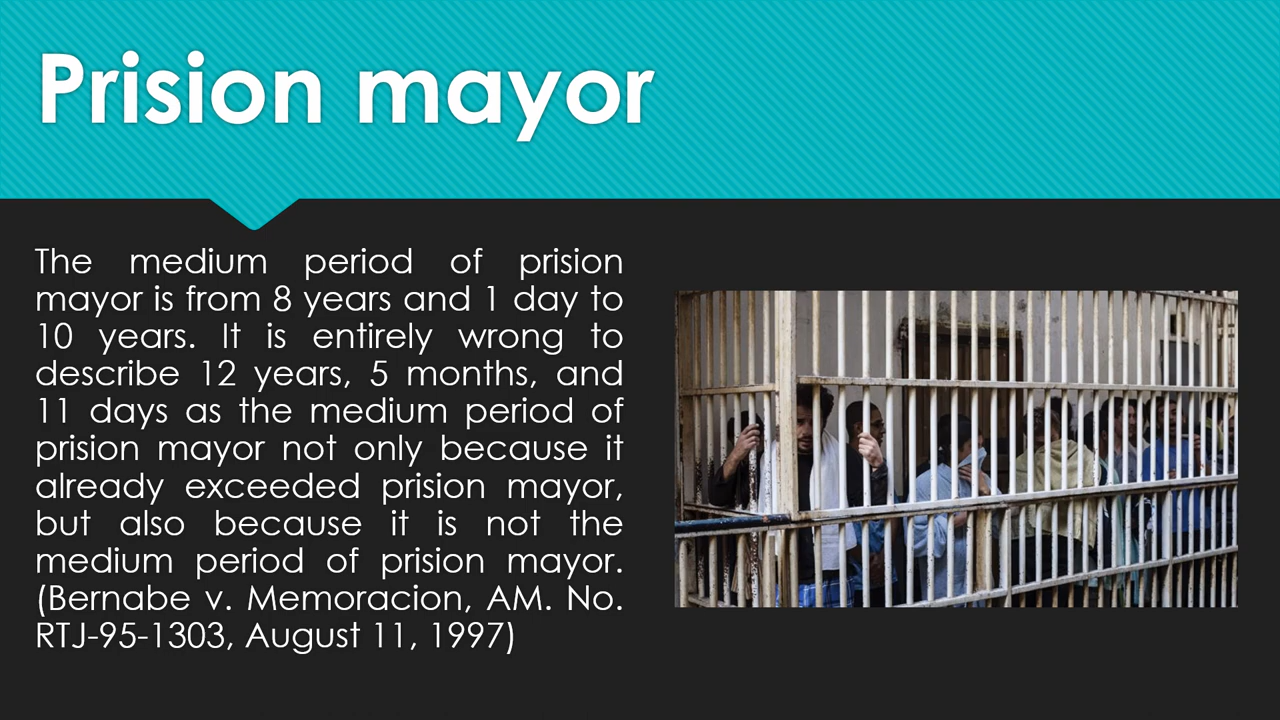 Prision mayor
The medium period of prision
mayor is from 8 years and 1 day to
10 years. It is entirely wrong to
describe 12 years, 5 months, and
11 days as the medium period of
prision mayor not only because it
already exceeded prision mayor,
but also because it is not the
medium period of prision mayor.
(Bernabe v. Memoracion, AM. No.
RTJ-95-1303, August 11, 1997)